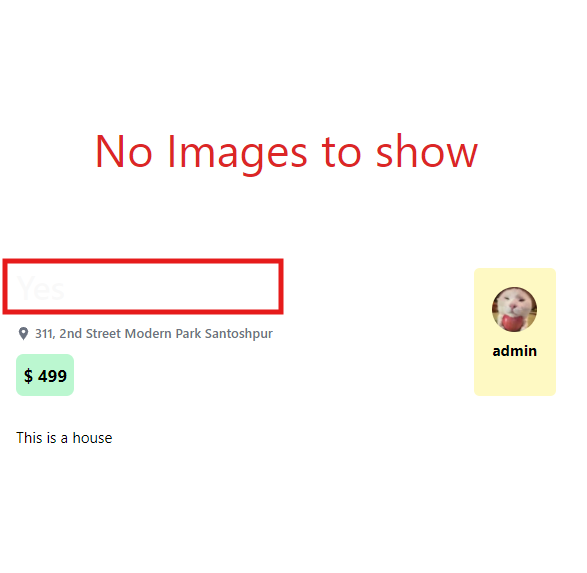 No Images to show
Yes
311, 2nd Street Modern Park Santoshpur
$ 499
admin
This is a house